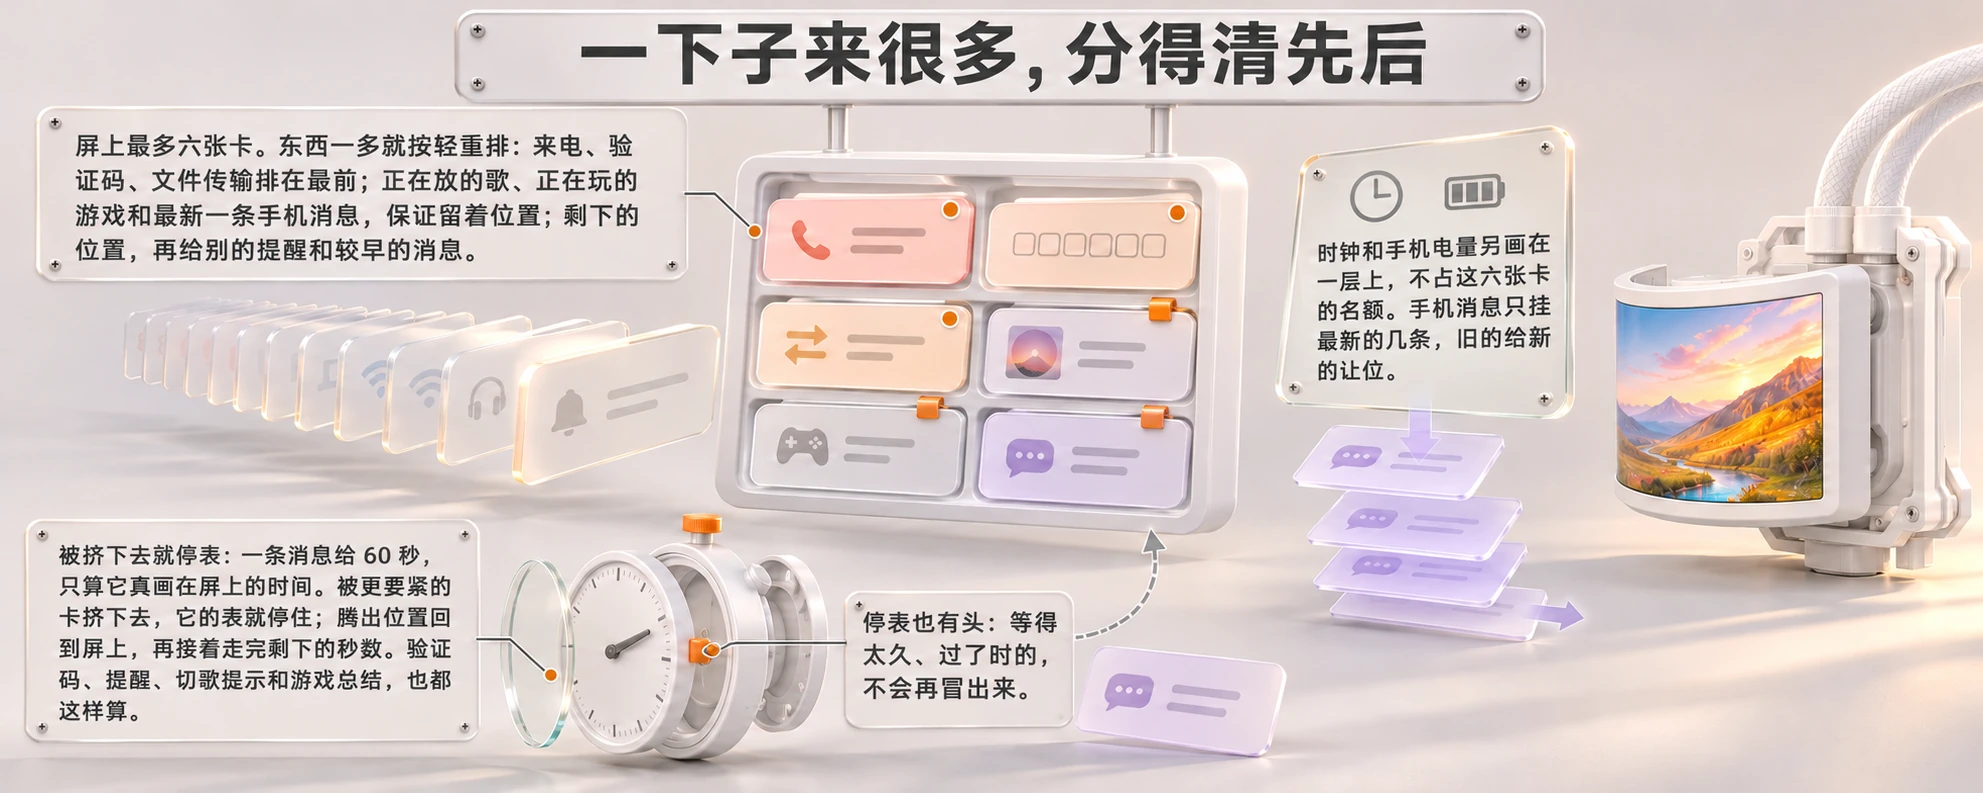 一下子来很多,分得清先后
屏上最多六张卡。东西一多就按轻重排：来电、验
证码、文件传输排在最前；正在放的歌、正在玩的
游戏和最新一条手机消息，保证留着位置；剩下的
位置，再给别的提醒和较早的消息。
时钟和手机电量另画在
一层上，不占这六张卡
的名额。手机消息只挂
最新的几条，旧的给新
的让位。
被挤下去就停表：一条消息给 60 秒，
只算它真画在屏上的时间。被更要紧的
卡挤下去，它的表就停住；腾出位置回
到屏上，再接着走完剩下的秒数。验证
码、提醒、切歌提示和游戏总结，也都
这样算。
停表也有头：等得
太久、过了时的，
不会再冒出来。